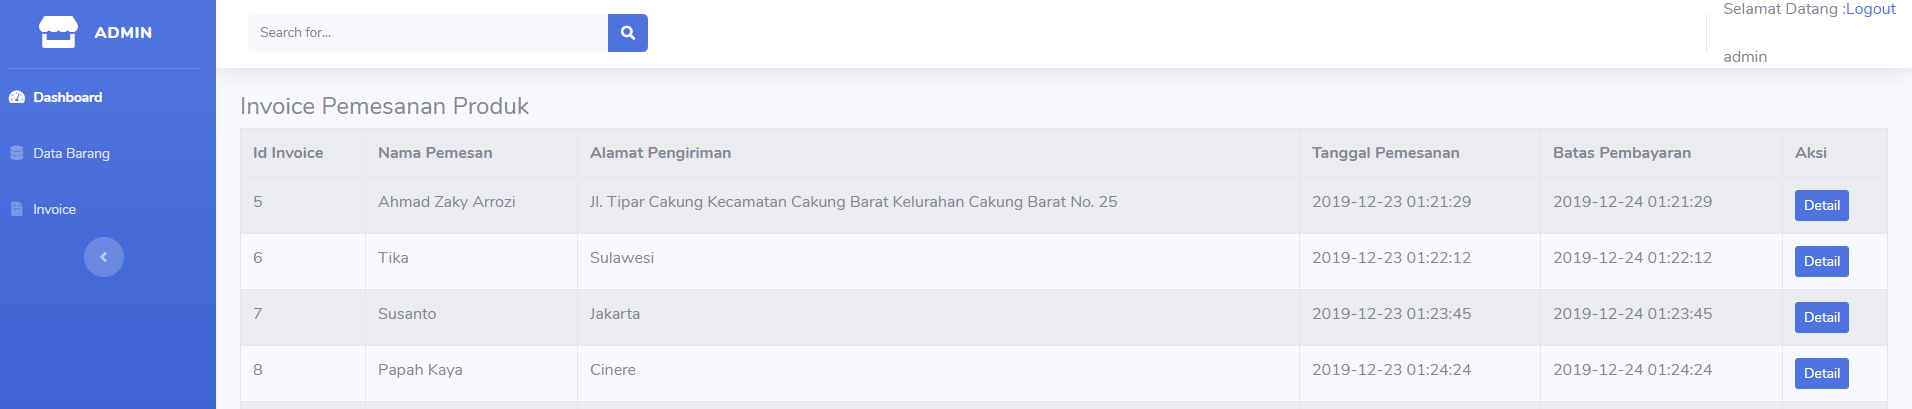 ADMIN
Search for...
Selamat Datang :Logout
admin
Dashboard
Data Barang
Invoice
Invoice Pemesanan Produk
Id Invoice Nama Pemesan Alamat Pengiriman Tanggal Pemesanan Batas Pembayaran Aksi
5 Ahmad Zaky Arrozi Jl. Tipar Cakung Kecamatan Cakung Barat Kelurahan Cakung Barat No. 25 2019-12-23 01:21:29 2019-12-24 01:21:29 Detail
6 Tika Sulawesi 2019-12-23 01:22:12 2019-12-24 01:22:12 Detail
7 Susanto Jakarta 2019-12-23 01:23:45 2019-12-24 01:23:45 Detail
8 Papah Kaya Cinere 2019-12-23 01:24:24 2019-12-24 01:24:24 Detail